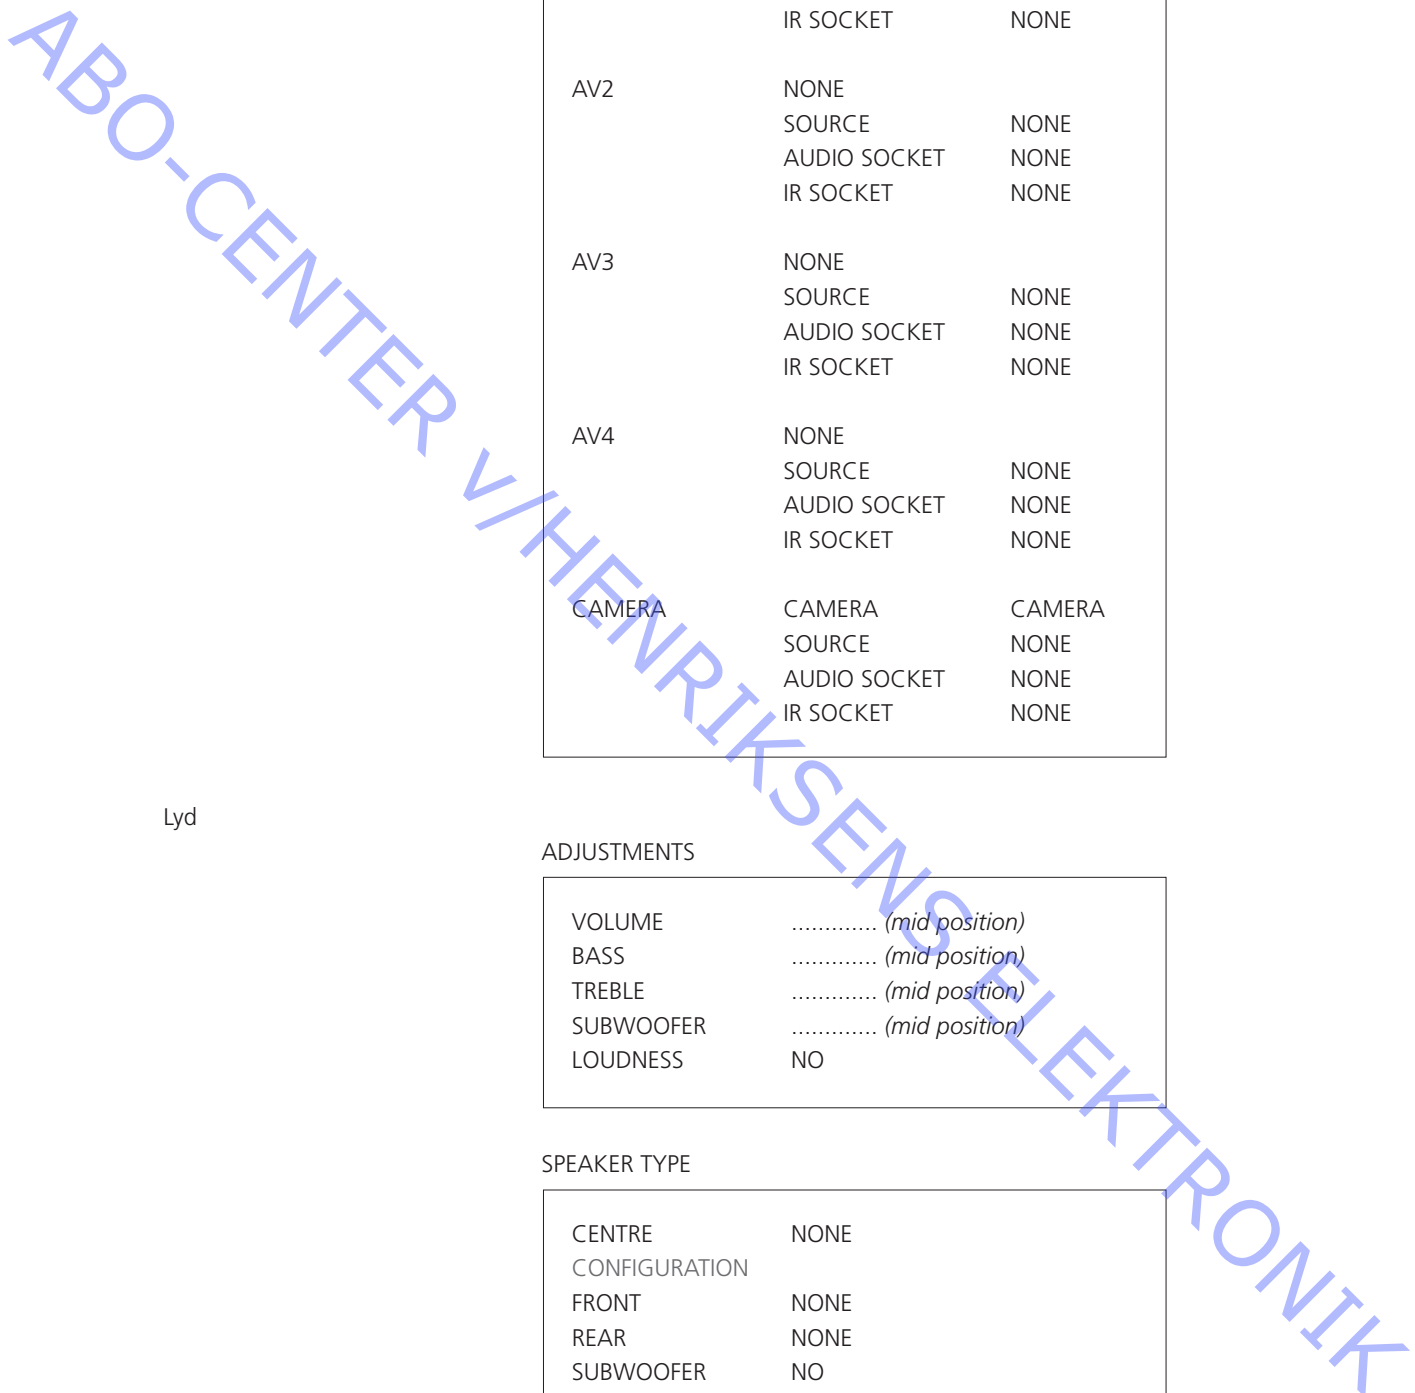 IR SOCKET NONE
AV2 NONE
SOURCE NONE
AUDIO SOCKET NONE
IR SOCKET NONE
AV3 NONE
SOURCE NONE
AUDIO SOCKET NONE
IR SOCKET NONE
AV4 NONE
SOURCE NONE
AUDIO SOCKET NONE
IR SOCKET NONE
CAMERA CAMERA CAMERA
SOURCE NONE
AUDIO SOCKET NONE
IR SOCKET NONE
Lyd
ADJUSTMENTS
VOLUME ............. (mid position)
BASS ............. (mid position)
TREBLE ............. (mid position)
SUBWOOFER ............. (mid position)
LOUDNESS NO
SPEAKER TYPE
CENTRE NONE
CONFIGURATION
FRONT NONE
REAR NONE
SUBWOOFER NO
ABO-CENTER v/HENRIKSENS ELEKTRONIK